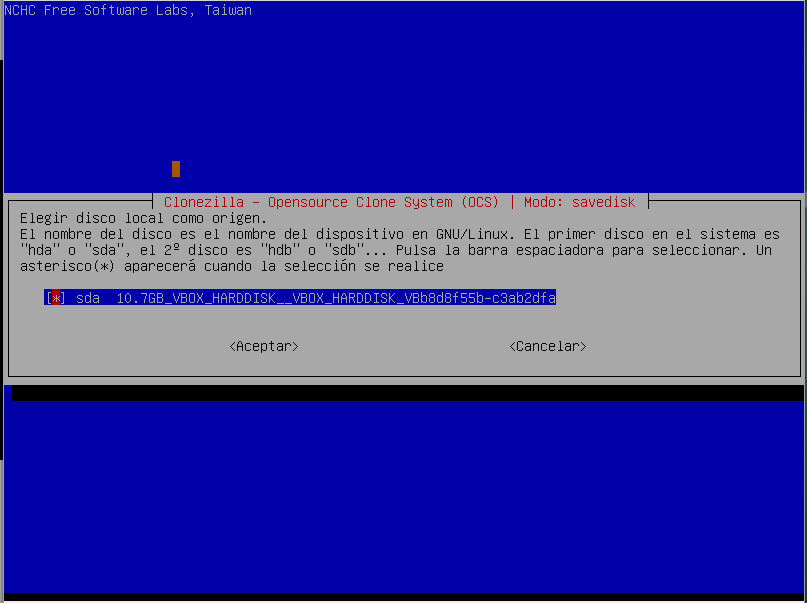 NCHC Free Software Labs, Taiwan
Clonezilla - Opensource Clone System (OCS) | Modo: savedisk
Elegir disco local como origen.
El nombre del disco es el nombre del dispositivo en GNU/Linux. El primer disco en el sistema es
"hda" o "sda", el 2º disco es "hdb" o "sdb"... Pulsa la barra espaciadora para seleccionar. Un
asterisco(*) aparecerá cuando la selección se realice
[*] sda 10.7GB_VBOX_HARDDISK__VBOX_HARDDISK_VBb8d8f55b-c3ab2dfa
<Aceptar> <Cancelar>